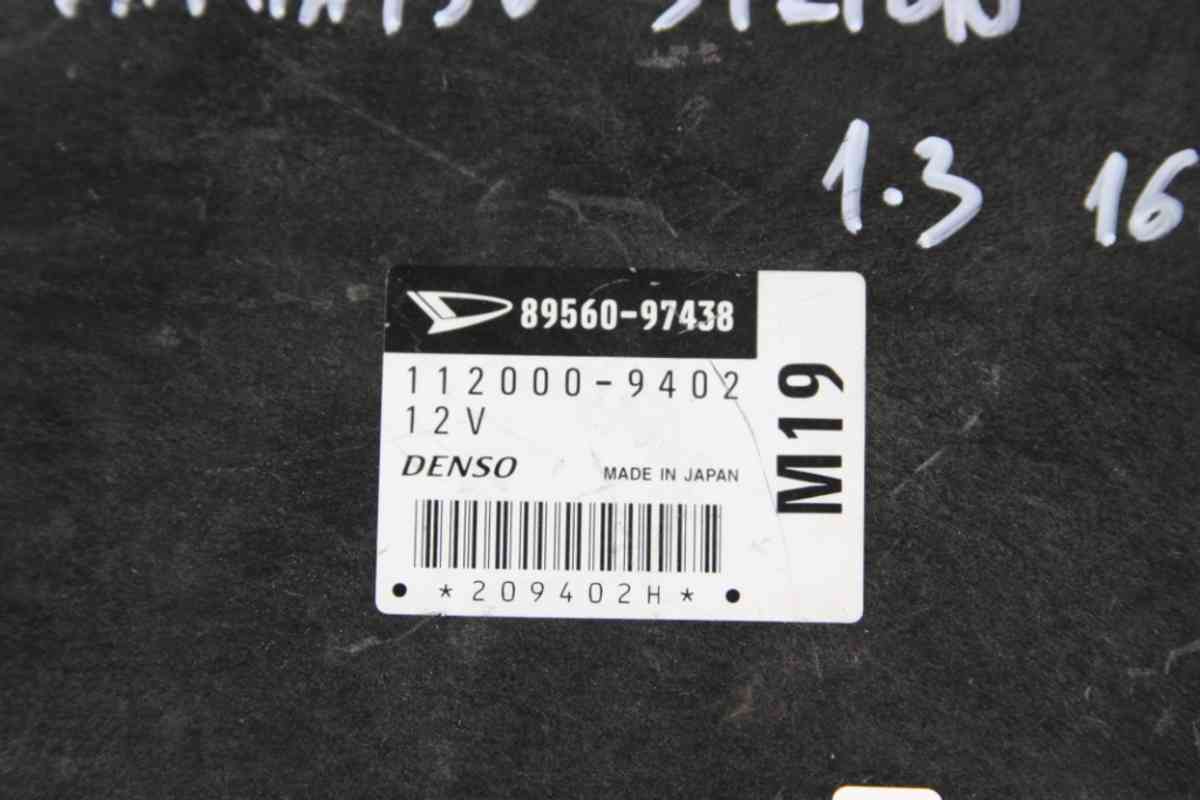 1.3 16
89560-97438
112000-9402
12V
DENSO MADE IN JAPAN
*209402H*
M19